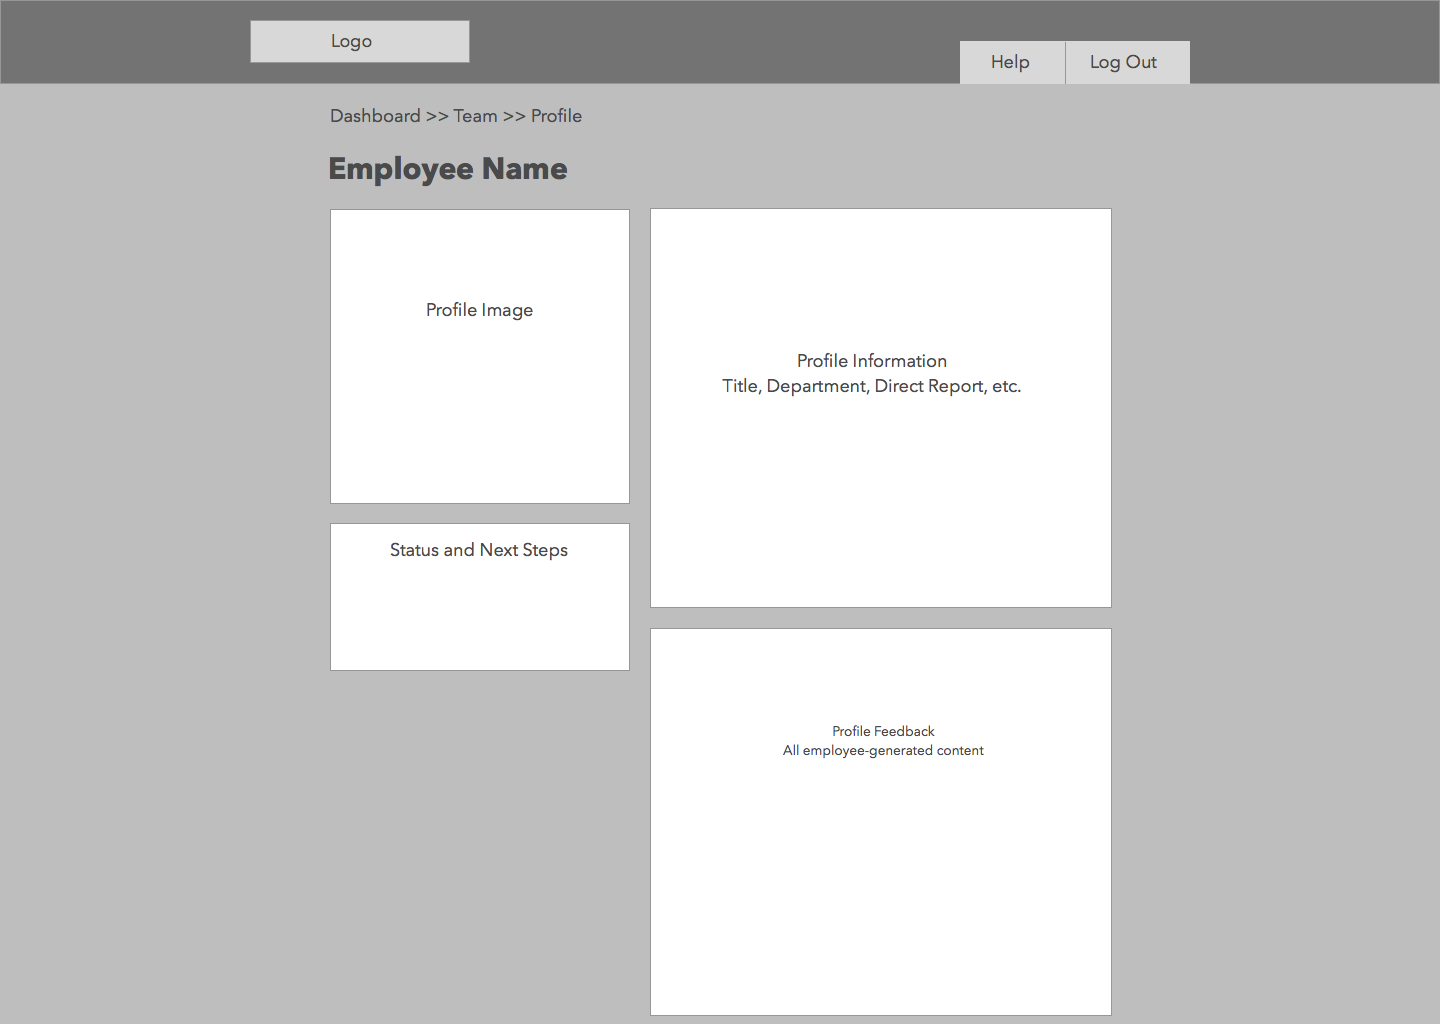 Logo
Help
Log Out
Dashboard >> Team >> Profile
Employee Name
Profile Image
Profile Information
Title, Department, Direct Report, etc.
Status and Next Steps
Profile Feedback
All employee-generated content